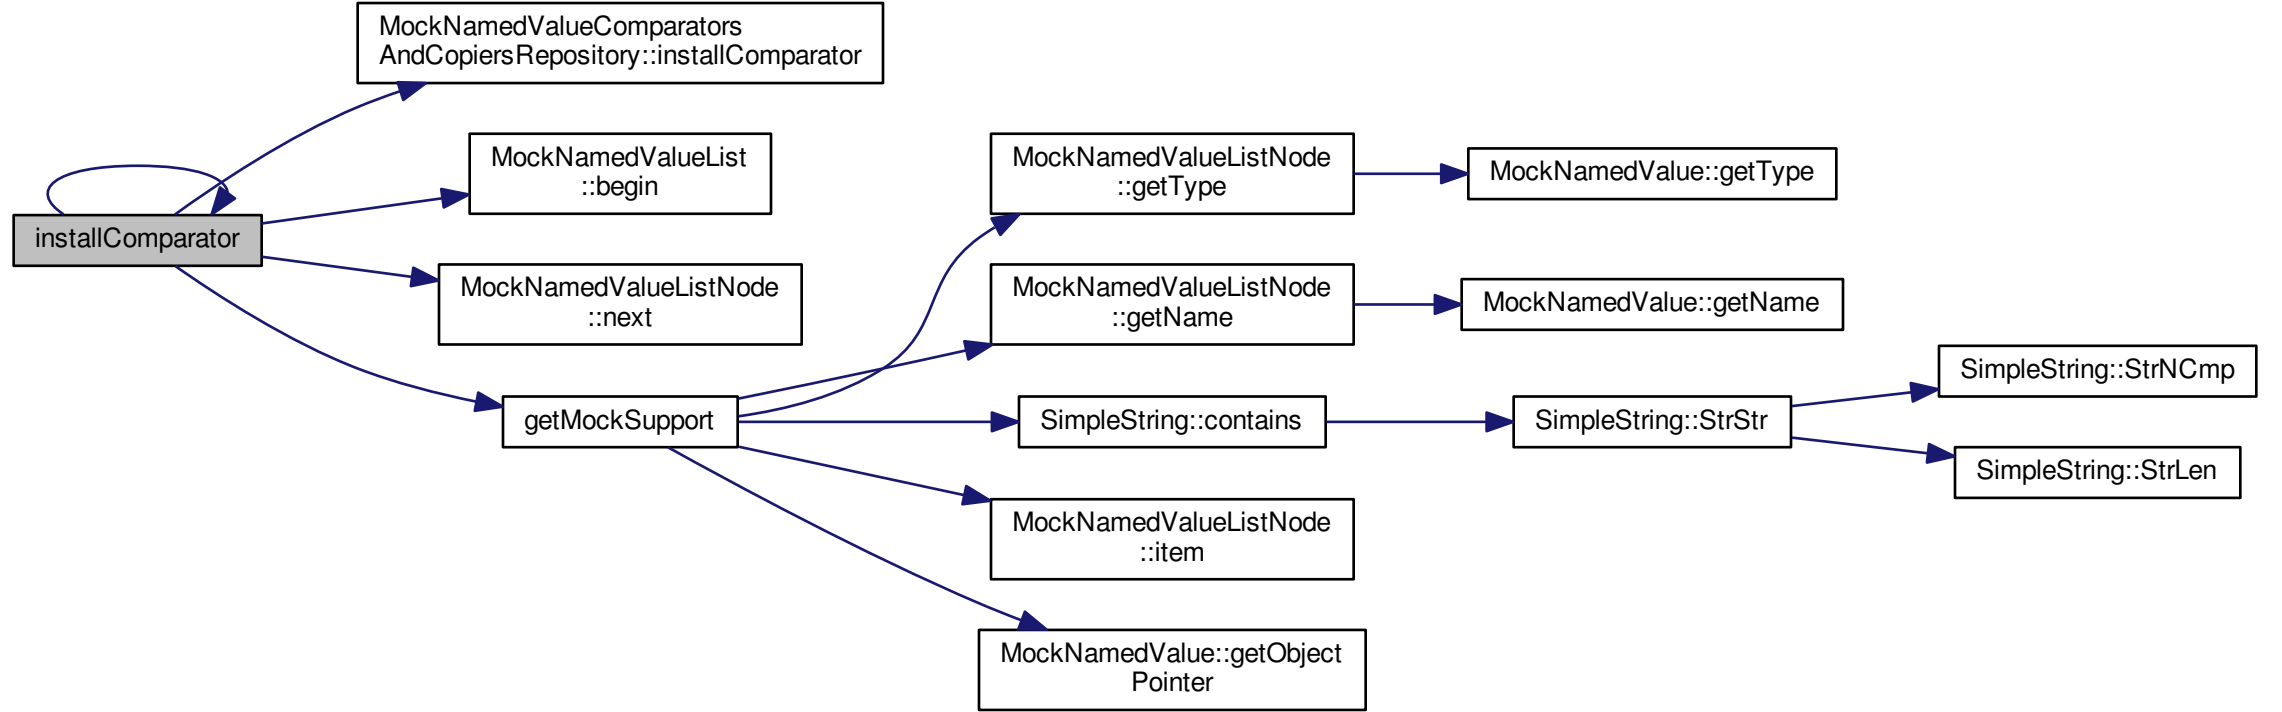 MockNamedValueComparators
AndCopiersRepository::installComparator
MockNamedValueList
::begin
installComparator
MockNamedValueListNode
::next
getMockSupport
MockNamedValueListNode
::getType
MockNamedValue::getType
MockNamedValueListNode
::getName
MockNamedValue::getName
SimpleString::contains
SimpleString::StrStr
SimpleString::StrNCmp
SimpleString::StrLen
MockNamedValueListNode
::item
MockNamedValue::getObject
Pointer